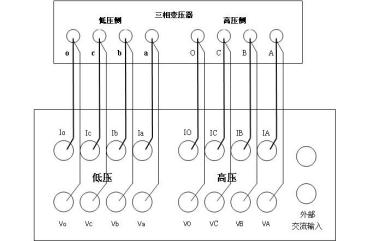 三相变压器
低压侧 高压侧
o c b a O C B A
Io Ic Ib Ia IO IC IB IA
低压 高压
Vo Vc Vb Va VO VC VB VA
外部
交流输入